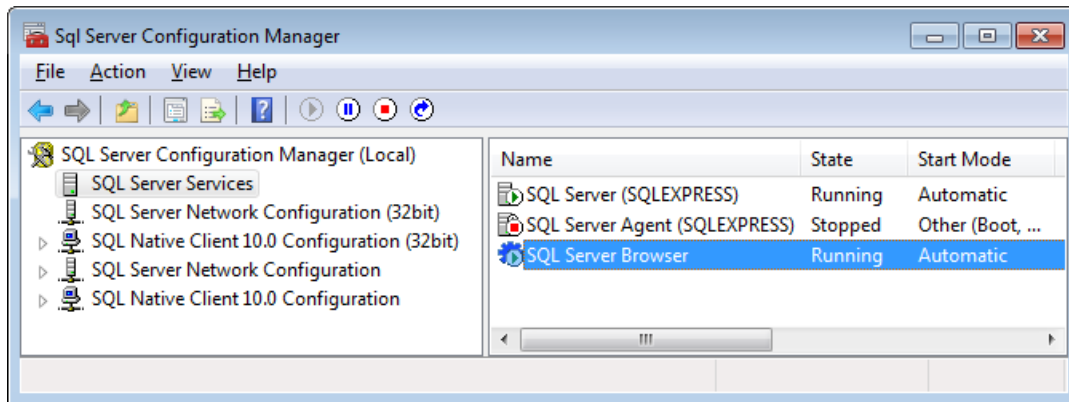 Sql Server Configuration Manager
File Action View Help
SQL Server Configuration Manager (Local)
SQL Server Services
SQL Server Network Configuration (32bit)
SQL Native Client 10.0 Configuration (32bit)
SQL Server Network Configuration
SQL Native Client 10.0 Configuration
Name State Start Mode
SQL Server (SQLEXPRESS) Running Automatic
SQL Server Agent (SQLEXPRESS) Stopped Other (Boot, ...
SQL Server Browser Running Automatic